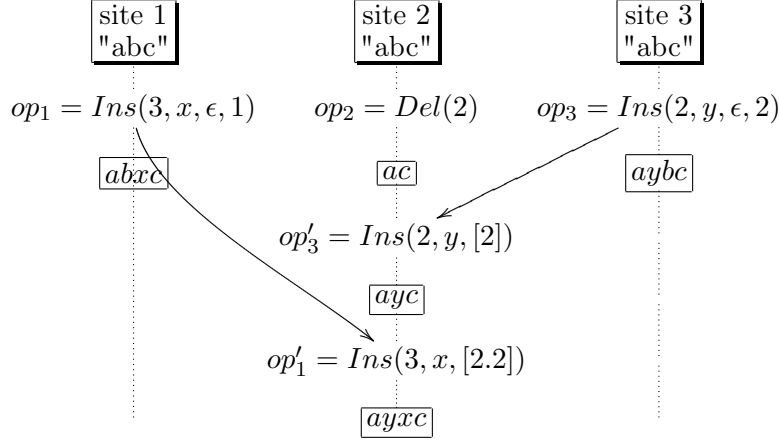 site 1 site 2 site 3
"abc" "abc" "abc"
op₁ = Ins(3, x, ϵ, 1) op₂ = Del(2) op₃ = Ins(2, y, ϵ, 2)
abxc ac aybc
op′₃ = Ins(2, y, [2])
ayc
op′₁ = Ins(3, x, [2.2])
ayxc